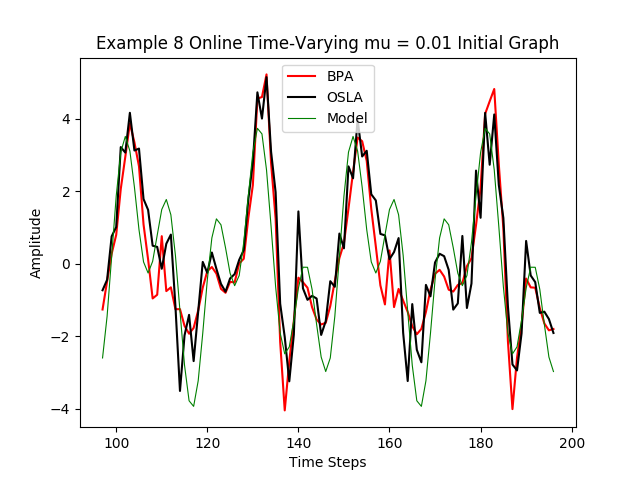 Example 8 Online Time-Varying mu = 0.01 Initial Graph
BPA
OSLA
Model
4
2
0
−2
−4
Amplitude
100 120 140 160 180 200
Time Steps